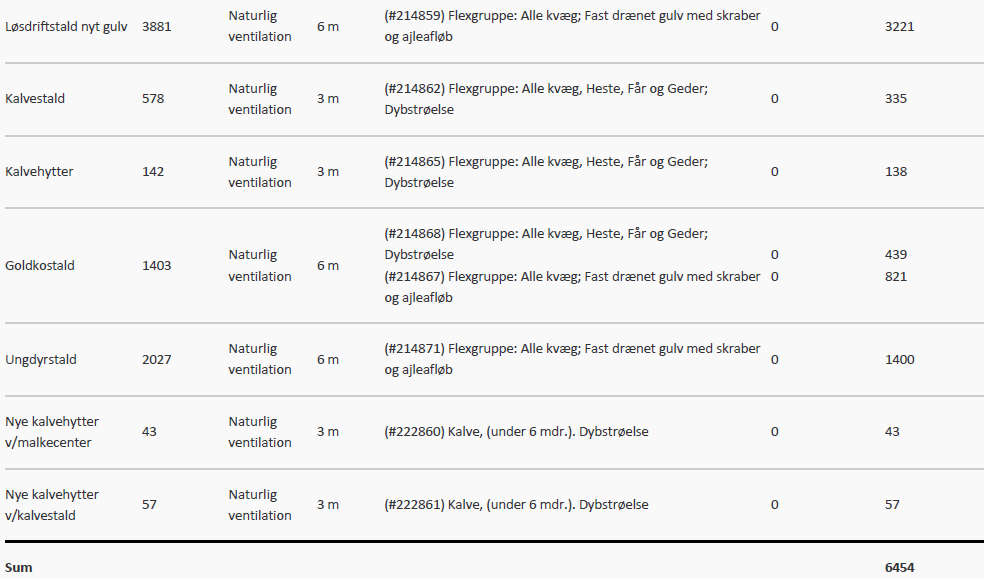 Løsdriftstald nyt gulv 3881 Naturlig ventilation 6 m (#214859) Flexgruppe: Alle kvæg; Fast drænet gulv med skraber og ajleafløb 0 3221
Kalvestald 578 Naturlig ventilation 3 m (#214862) Flexgruppe: Alle kvæg, Heste, Får og Geder; Dybstrøelse 0 335
Kalvehytter 142 Naturlig ventilation 3 m (#214865) Flexgruppe: Alle kvæg, Heste, Får og Geder; Dybstrøelse 0 138
Goldkostald 1403 Naturlig ventilation 6 m (#214868) Flexgruppe: Alle kvæg, Heste, Får og Geder; Dybstrøelse 0 439
(#214867) Flexgruppe: Alle kvæg; Fast drænet gulv med skraber og ajleafløb 0 821
Ungdyrstald 2027 Naturlig ventilation 6 m (#214871) Flexgruppe: Alle kvæg; Fast drænet gulv med skraber og ajleafløb 0 1400
Nye kalvehytter v/malkecenter 43 Naturlig ventilation 3 m (#222860) Kalve, (under 6 mdr.). Dybstrøelse 0 43
Nye kalvehytter v/kalvestald 57 Naturlig ventilation 3 m (#222861) Kalve, (under 6 mdr.). Dybstrøelse 0 57
Sum 6454